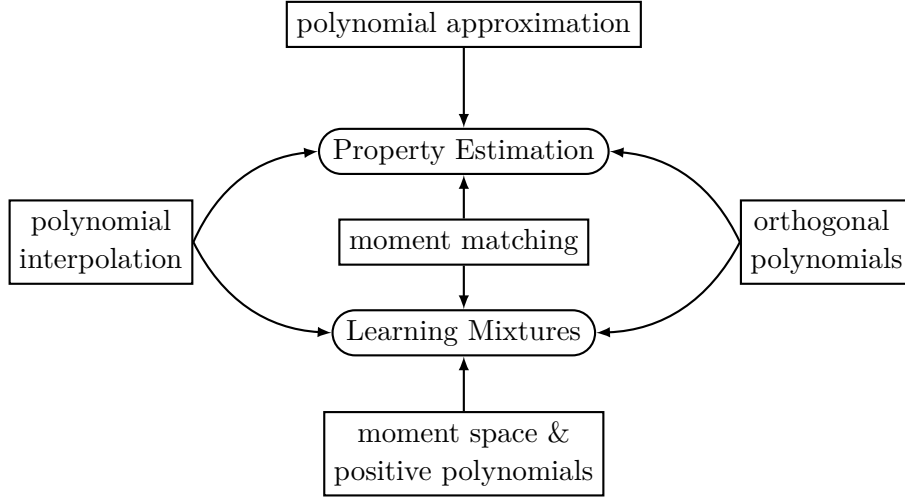 polynomial approximation
Property Estimation
polynomial
interpolation
moment matching
orthogonal
polynomials
Learning Mixtures
moment space &
positive polynomials